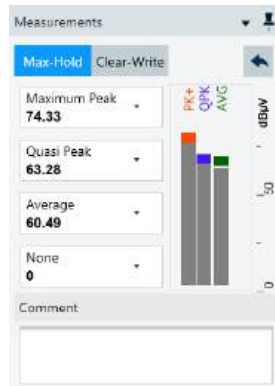 Measurements
Max-Hold Clear-Write
Maximum Peak
74.33
Quasi Peak
63.28
Average
60.49
None
0
PK+
QPK
AVG
dBµV
50
0
Comment